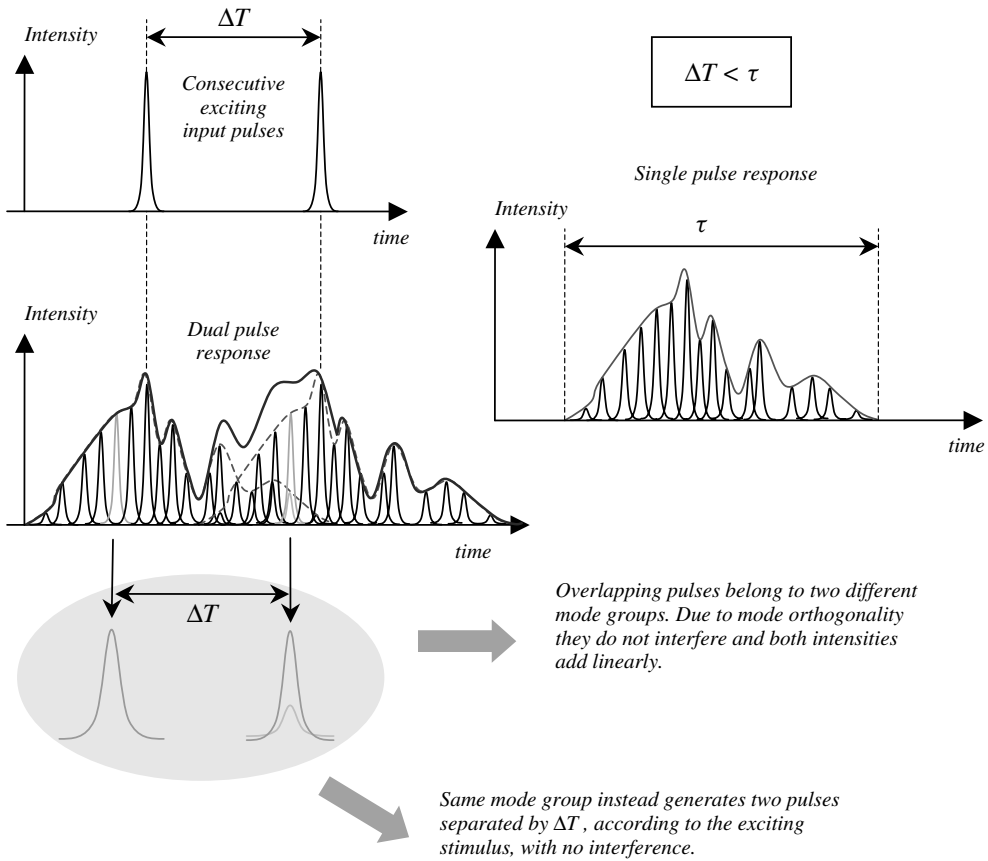 Intensity
ΔT
Consecutive
exciting
input pulses
time
ΔT < τ
Single pulse response
Intensity
τ
time
Intensity
Dual pulse
response
time
ΔT
Overlapping pulses belong to two different
mode groups. Due to mode orthogonality
they do not interfere and both intensities
add linearly.
Same mode group instead generates two pulses
separated by ΔT , according to the exciting
stimulus, with no interference.